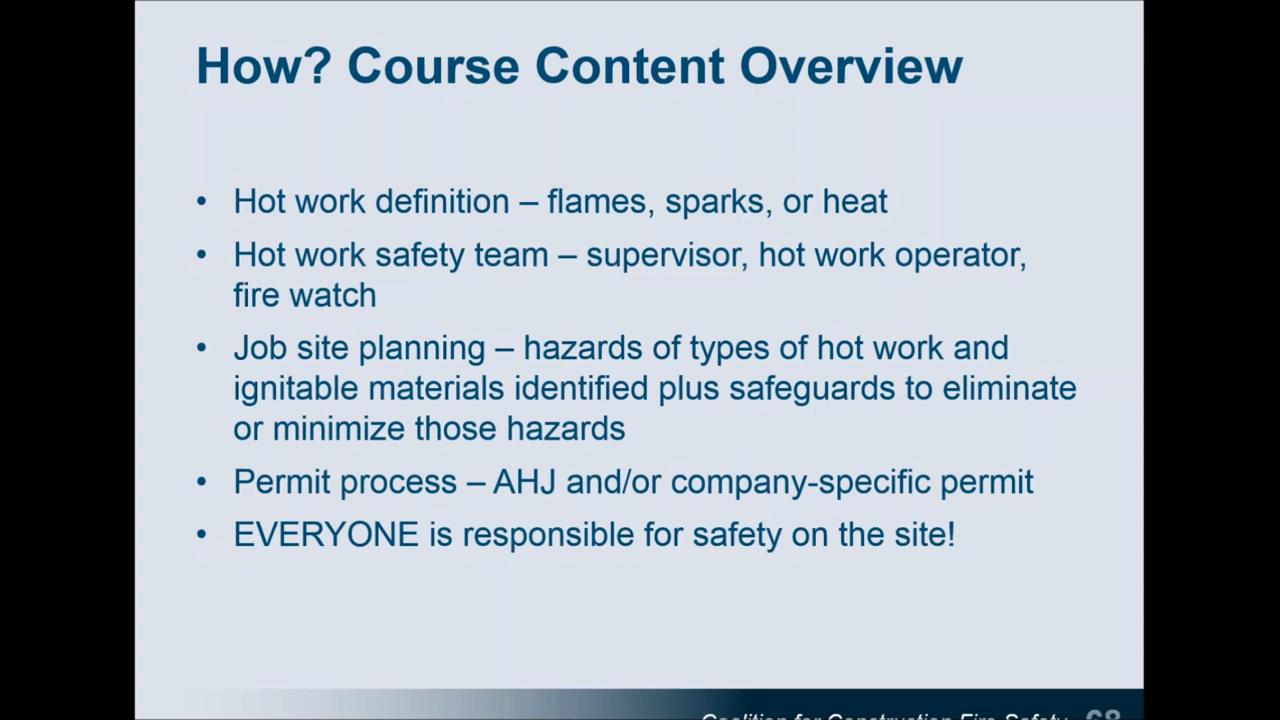 How? Course Content Overview
• Hot work definition – flames, sparks, or heat
• Hot work safety team – supervisor, hot work operator,
fire watch
• Job site planning – hazards of types of hot work and
ignitable materials identified plus safeguards to eliminate
or minimize those hazards
• Permit process – AHJ and/or company-specific permit
• EVERYONE is responsible for safety on the site!
Coalition for Construction Fire Safety 68